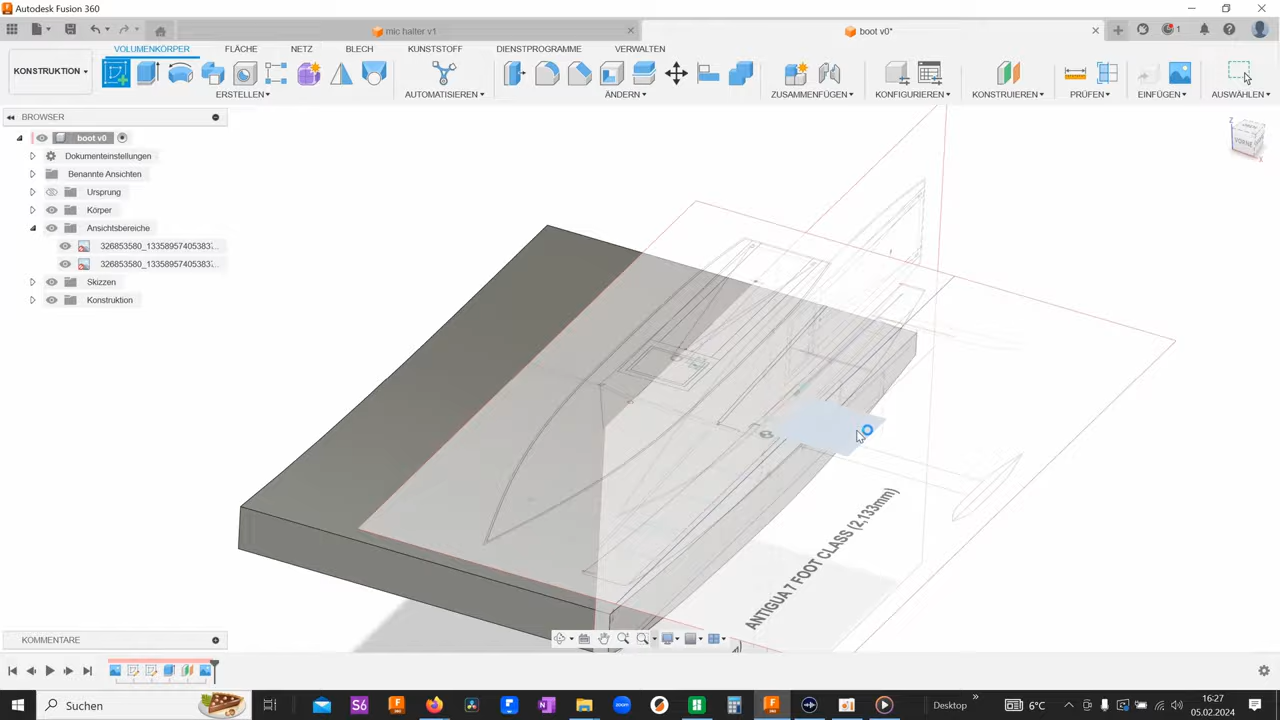 Autodesk Fusion 360
mic halter v1
boot v0*
1
KONSTRUKTION
VOLUMENKÖRPER
FLÄCHE
NETZ
BLECH
KUNSTSTOFF
DIENSTPROGRAMME
VERWALTEN
ERSTELLEN
AUTOMATISIEREN
ÄNDERN
ZUSAMMENFÜGEN
KONFIGURIEREN
KONSTRUIEREN
PRÜFEN
EINFÜGEN
AUSWÄHLEN
BROWSER
boot v0
Dokumenteinstellungen
Benannte Ansichten
Ursprung
Körper
Ansichtsbereiche
Skizzen
Konstruktion
Z
VORNE
X
ANTIGUA 7 FOOT CLASS (2,133mm)
KOMMENTARE
Suchen
Desktop
6°C
16:27
05.02.2024